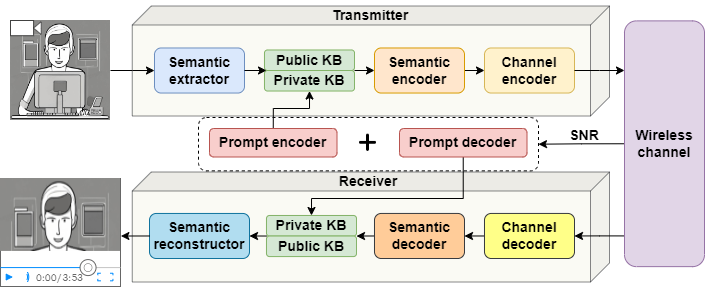 Transmitter
Semantic
extractor
Public KB
Private KB
Semantic
encoder
Channel
encoder
Prompt encoder
+
Prompt decoder
SNR
Wireless
channel
Receiver
Semantic
reconstructor
Private KB
Public KB
Semantic
decoder
Channel
decoder
0:00/3:53